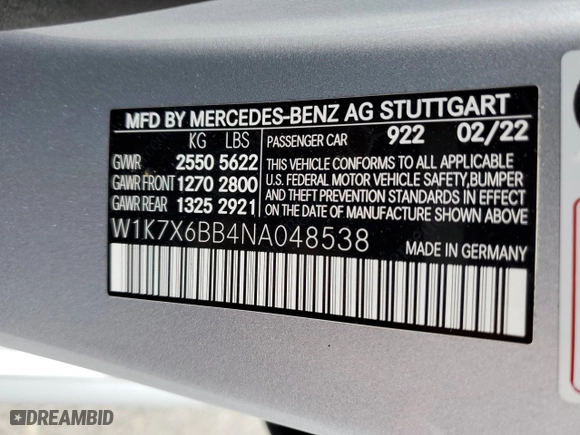 MFD BY MERCEDES-BENZ AG STUTTGART
KG LBS PASSENGER CAR 922 02/22
GVWR 2550 5622 THIS VEHICLE CONFORMS TO ALL APPLICABLE
GAWR FRONT 1270 2800 U.S. FEDERAL MOTOR VEHICLE SAFETY,BUMPER
GAWR REAR 1325 2921 AND THEFT PREVENTION STANDARDS IN EFFECT
ON THE DATE OF MANUFACTURE SHOWN ABOVE.
W1K7X6BB4NA048538 MADE IN GERMANY
DREAMBID